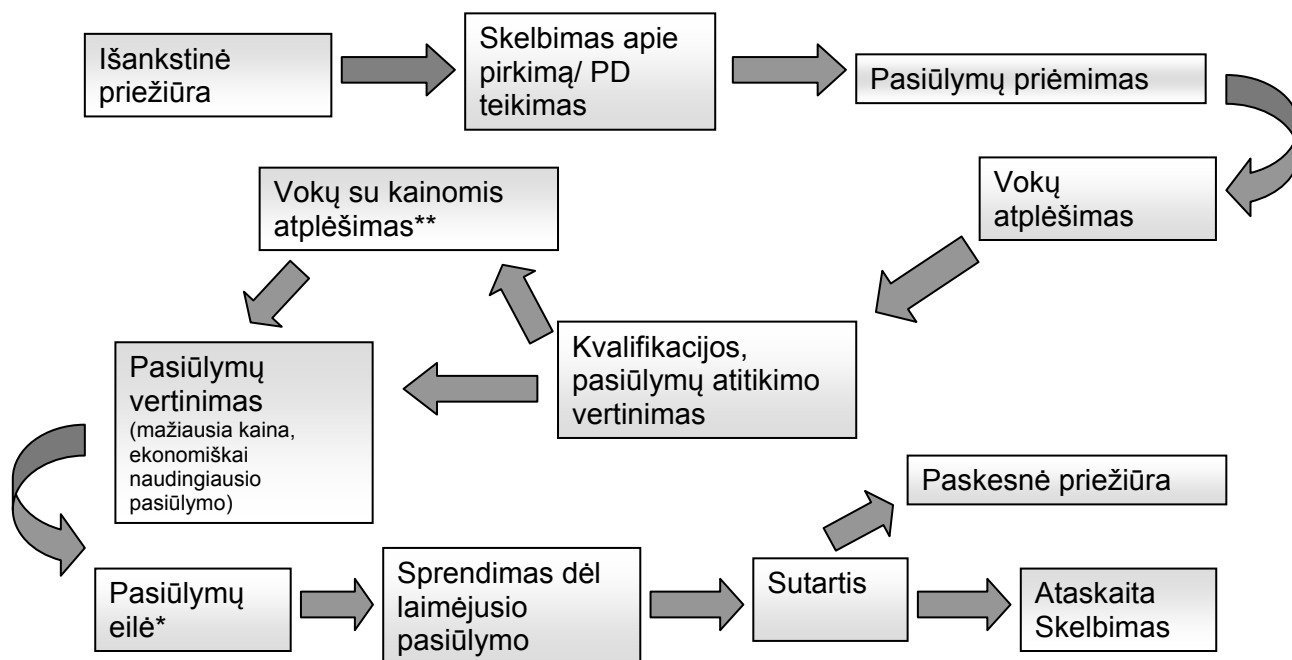 Išankstinė
priežiūra
Skelbimas apie
pirkimą/ PD
teikimas
Pasiūlymų priėmimas
Vokų
atplėšimas
Vokų su kainomis
atplėšimas**
Kvalifikacijos,
pasiūlymų atitikimo
vertinimas
Pasiūlymų
vertinimas
(mažiausia kaina,
ekonomiškai
naudingiausio
pasiūlymo)
Pasiūlymų
eilė*
Sprendimas dėl
laimėjusio
pasiūlymo
Sutartis
Paskesnė priežiūra
Ataskaita
Skelbimas